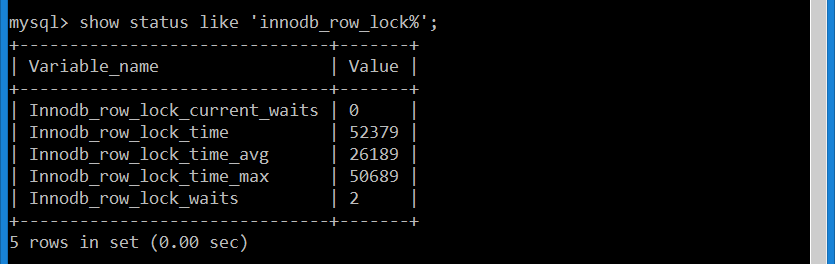 mysql> show status like 'innodb_row_lock%';
+-------------------------------+-------+
| Variable_name                 | Value |
+-------------------------------+-------+
| Innodb_row_lock_current_waits | 0     |
| Innodb_row_lock_time          | 52379 |
| Innodb_row_lock_time_avg      | 26189 |
| Innodb_row_lock_time_max      | 50689 |
| Innodb_row_lock_waits         | 2     |
+-------------------------------+-------+
5 rows in set (0.00 sec)